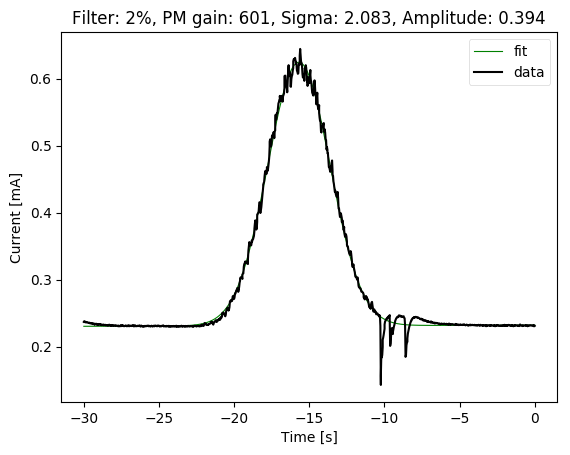 Filter: 2%, PM gain: 601, Sigma: 2.083, Amplitude: 0.394
fit
data
0.6
0.5
0.4
0.3
0.2
Current [mA]
−30
−25
−20
−15
−10
−5
0
Time [s]